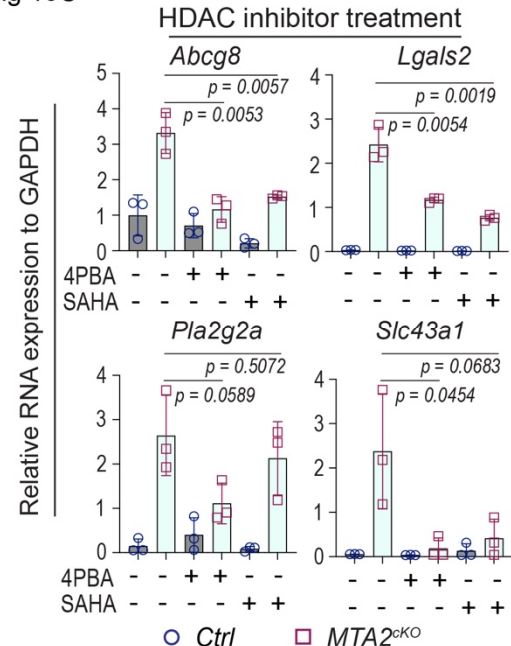 HDAC inhibitor treatment
Relative RNA expression to GAPDH
Abcg8
5
4
3
2
1
0
p = 0.0057
p = 0.0053
4PBA - - + + - -
SAHA - - - - + +
Lgals2
4
3
2
1
0
p = 0.0019
p = 0.0054
- - + + - -
- - - - + +
Pla2g2a
4
3
2
1
0
p = 0.5072
p = 0.0589
4PBA - - + + - -
SAHA - - - - + +
Slc43a1
4
3
2
1
0
p = 0.0683
p = 0.0454
- - + + - -
- - - - + +
Ctrl MTA2cKO